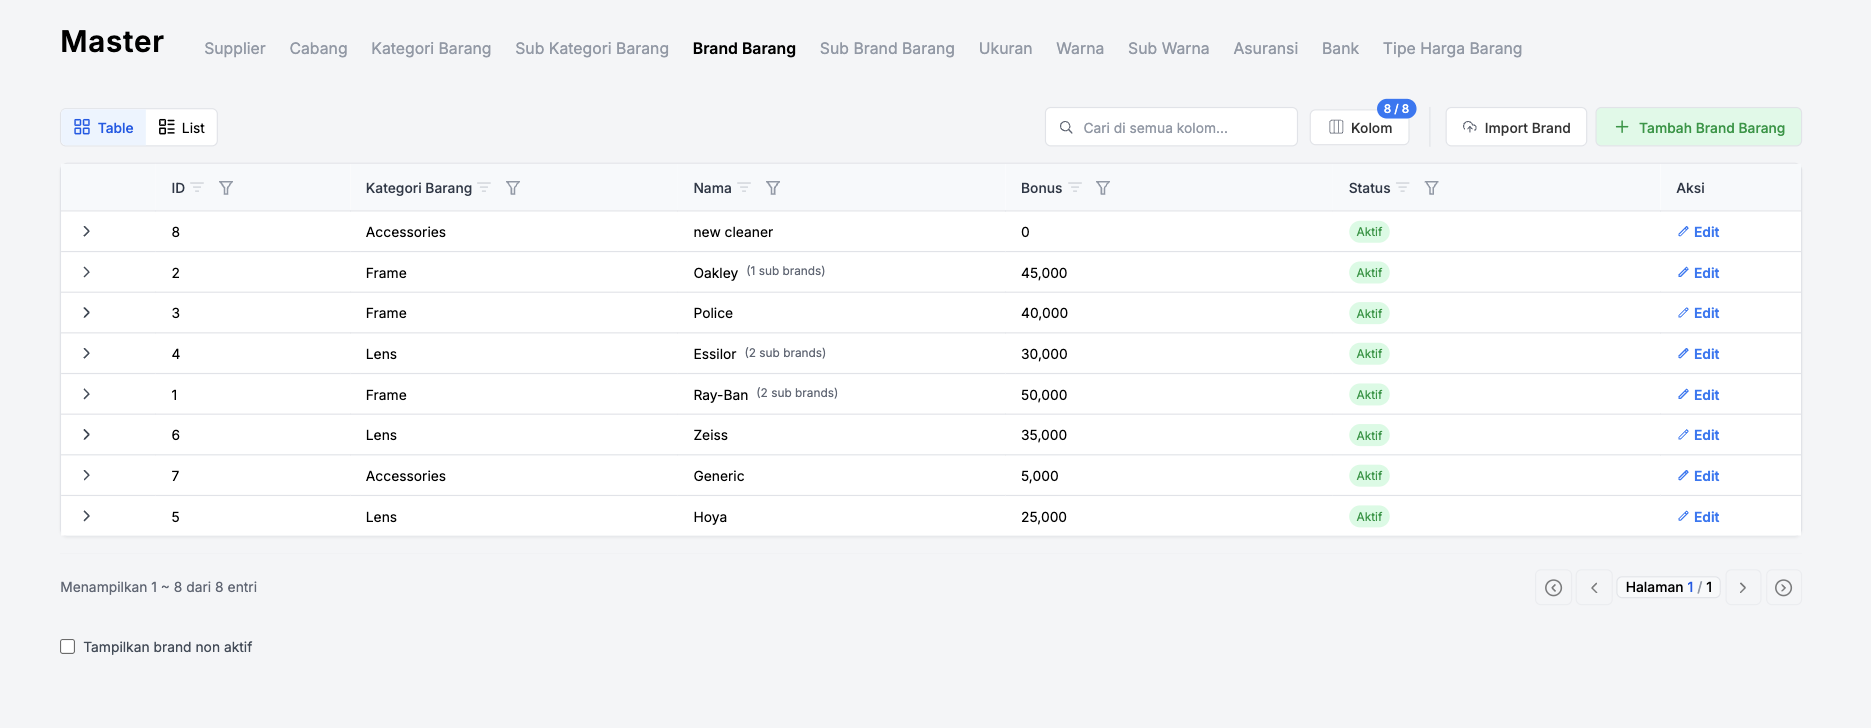 Master Supplier Cabang Kategori Barang Sub Kategori Barang Brand Barang Sub Brand Barang Ukuran Warna Sub Warna Asuransi Bank Tipe Harga Barang
8 / 8
Table List Cari di semua kolom... Kolom Import Brand Tambah Brand Barang
ID Kategori Barang Nama Bonus Status Aksi
8 Accessories new cleaner 0 Aktif Edit
2 Frame Oakley (1 sub brands) 45,000 Aktif Edit
3 Frame Police 40,000 Aktif Edit
4 Lens Essilor (2 sub brands) 30,000 Aktif Edit
1 Frame Ray-Ban (2 sub brands) 50,000 Aktif Edit
6 Lens Zeiss 35,000 Aktif Edit
7 Accessories Generic 5,000 Aktif Edit
5 Lens Hoya 25,000 Aktif Edit
Menampilkan 1 ~ 8 dari 8 entri Halaman 1 / 1
Tampilkan brand non aktif